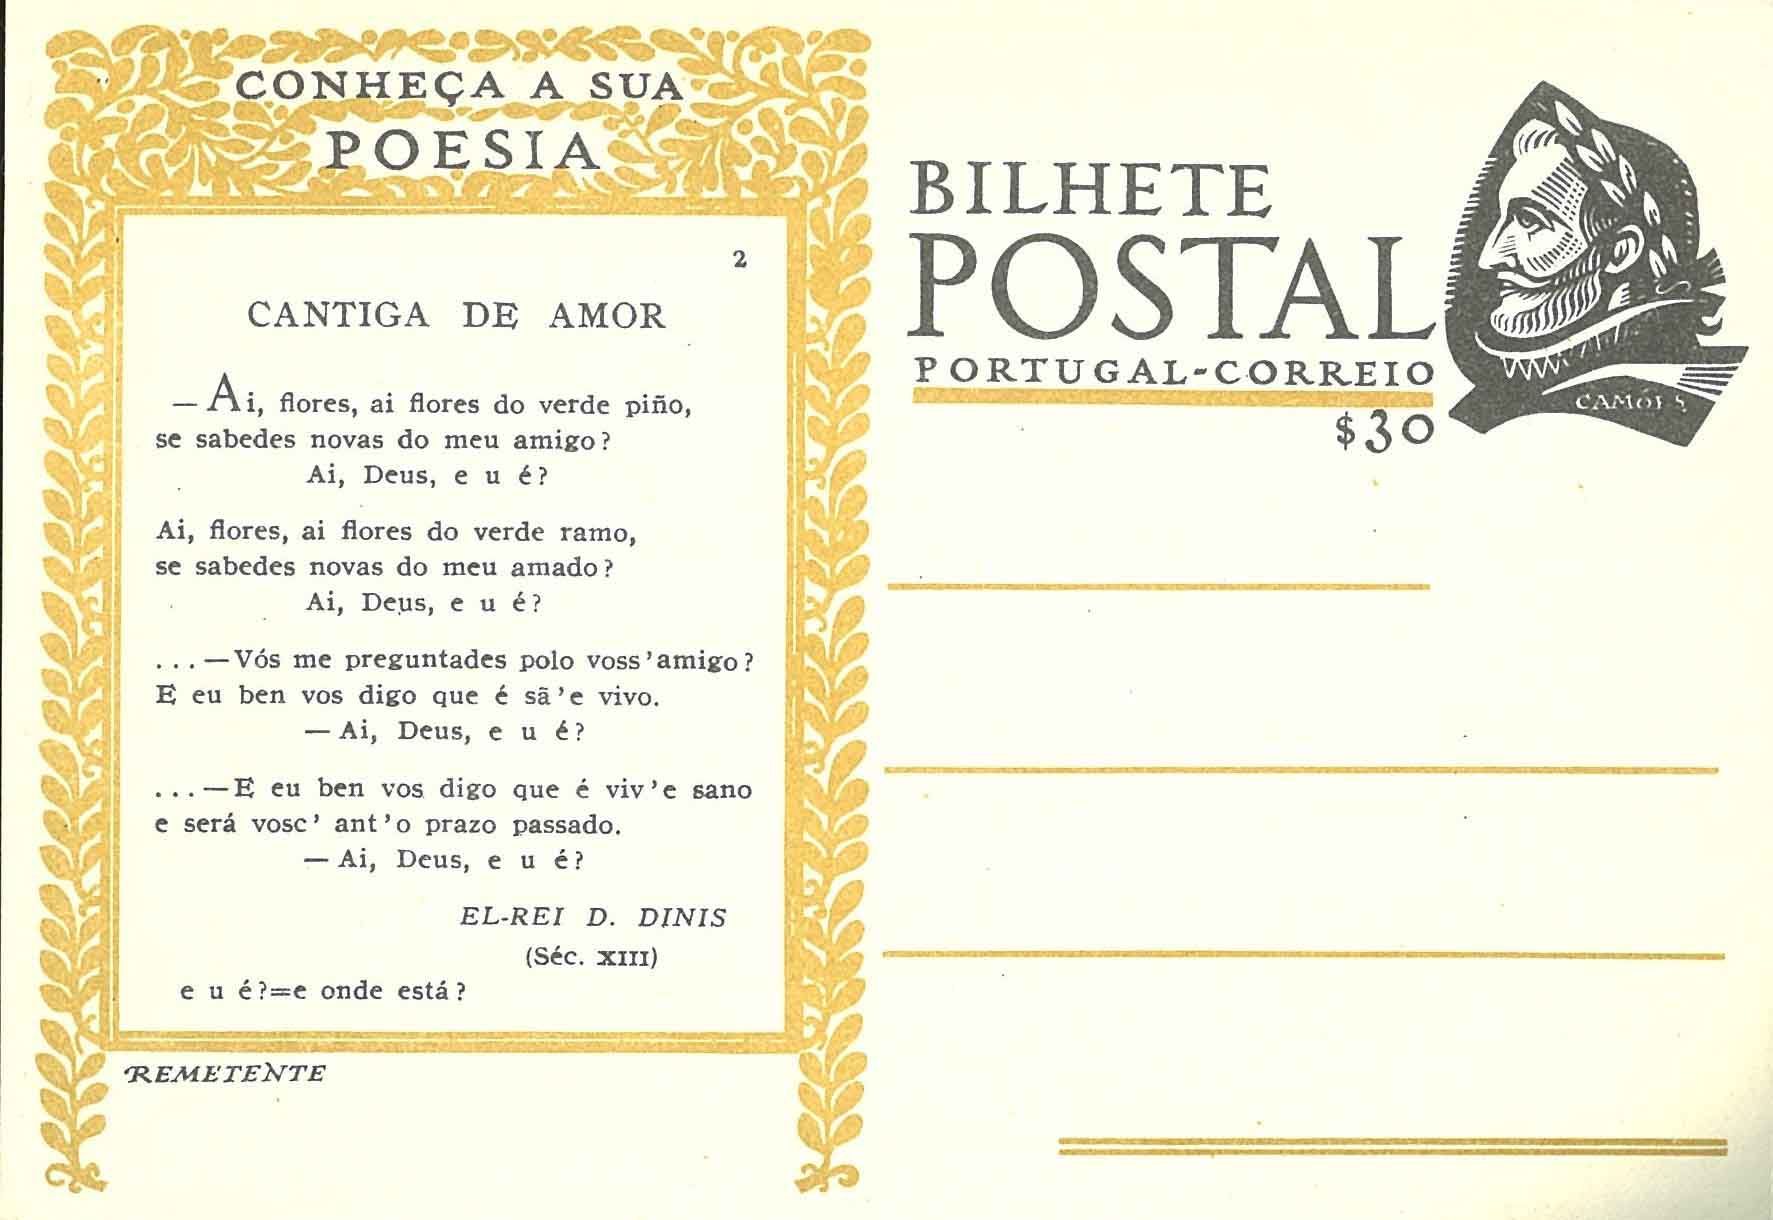 CONHEÇA A SUA
POESIA
2
CANTIGA DE AMOR
— Ai, flores, ai flores do verde piño,
se sabedes novas do meu amigo?
Ai, Deus, e u é?
Ai, flores, ai flores do verde ramo,
se sabedes novas do meu amado?
Ai, Deus, e u é?
...—Vós me preguntades polo voss'amigo?
E eu ben vos digo que é sã'e vivo.
— Ai, Deus, e u é?
...—E eu ben vos digo que é viv'e sano
e será vosc' ant'o prazo passado.
— Ai, Deus, e u é?
EL-REI D. DINIS
(Séc. XIII)
e u é?=e onde está?
REMETENTE
BILHETE
POSTAL
PORTUGAL-CORREIO
$30
CAMÕES